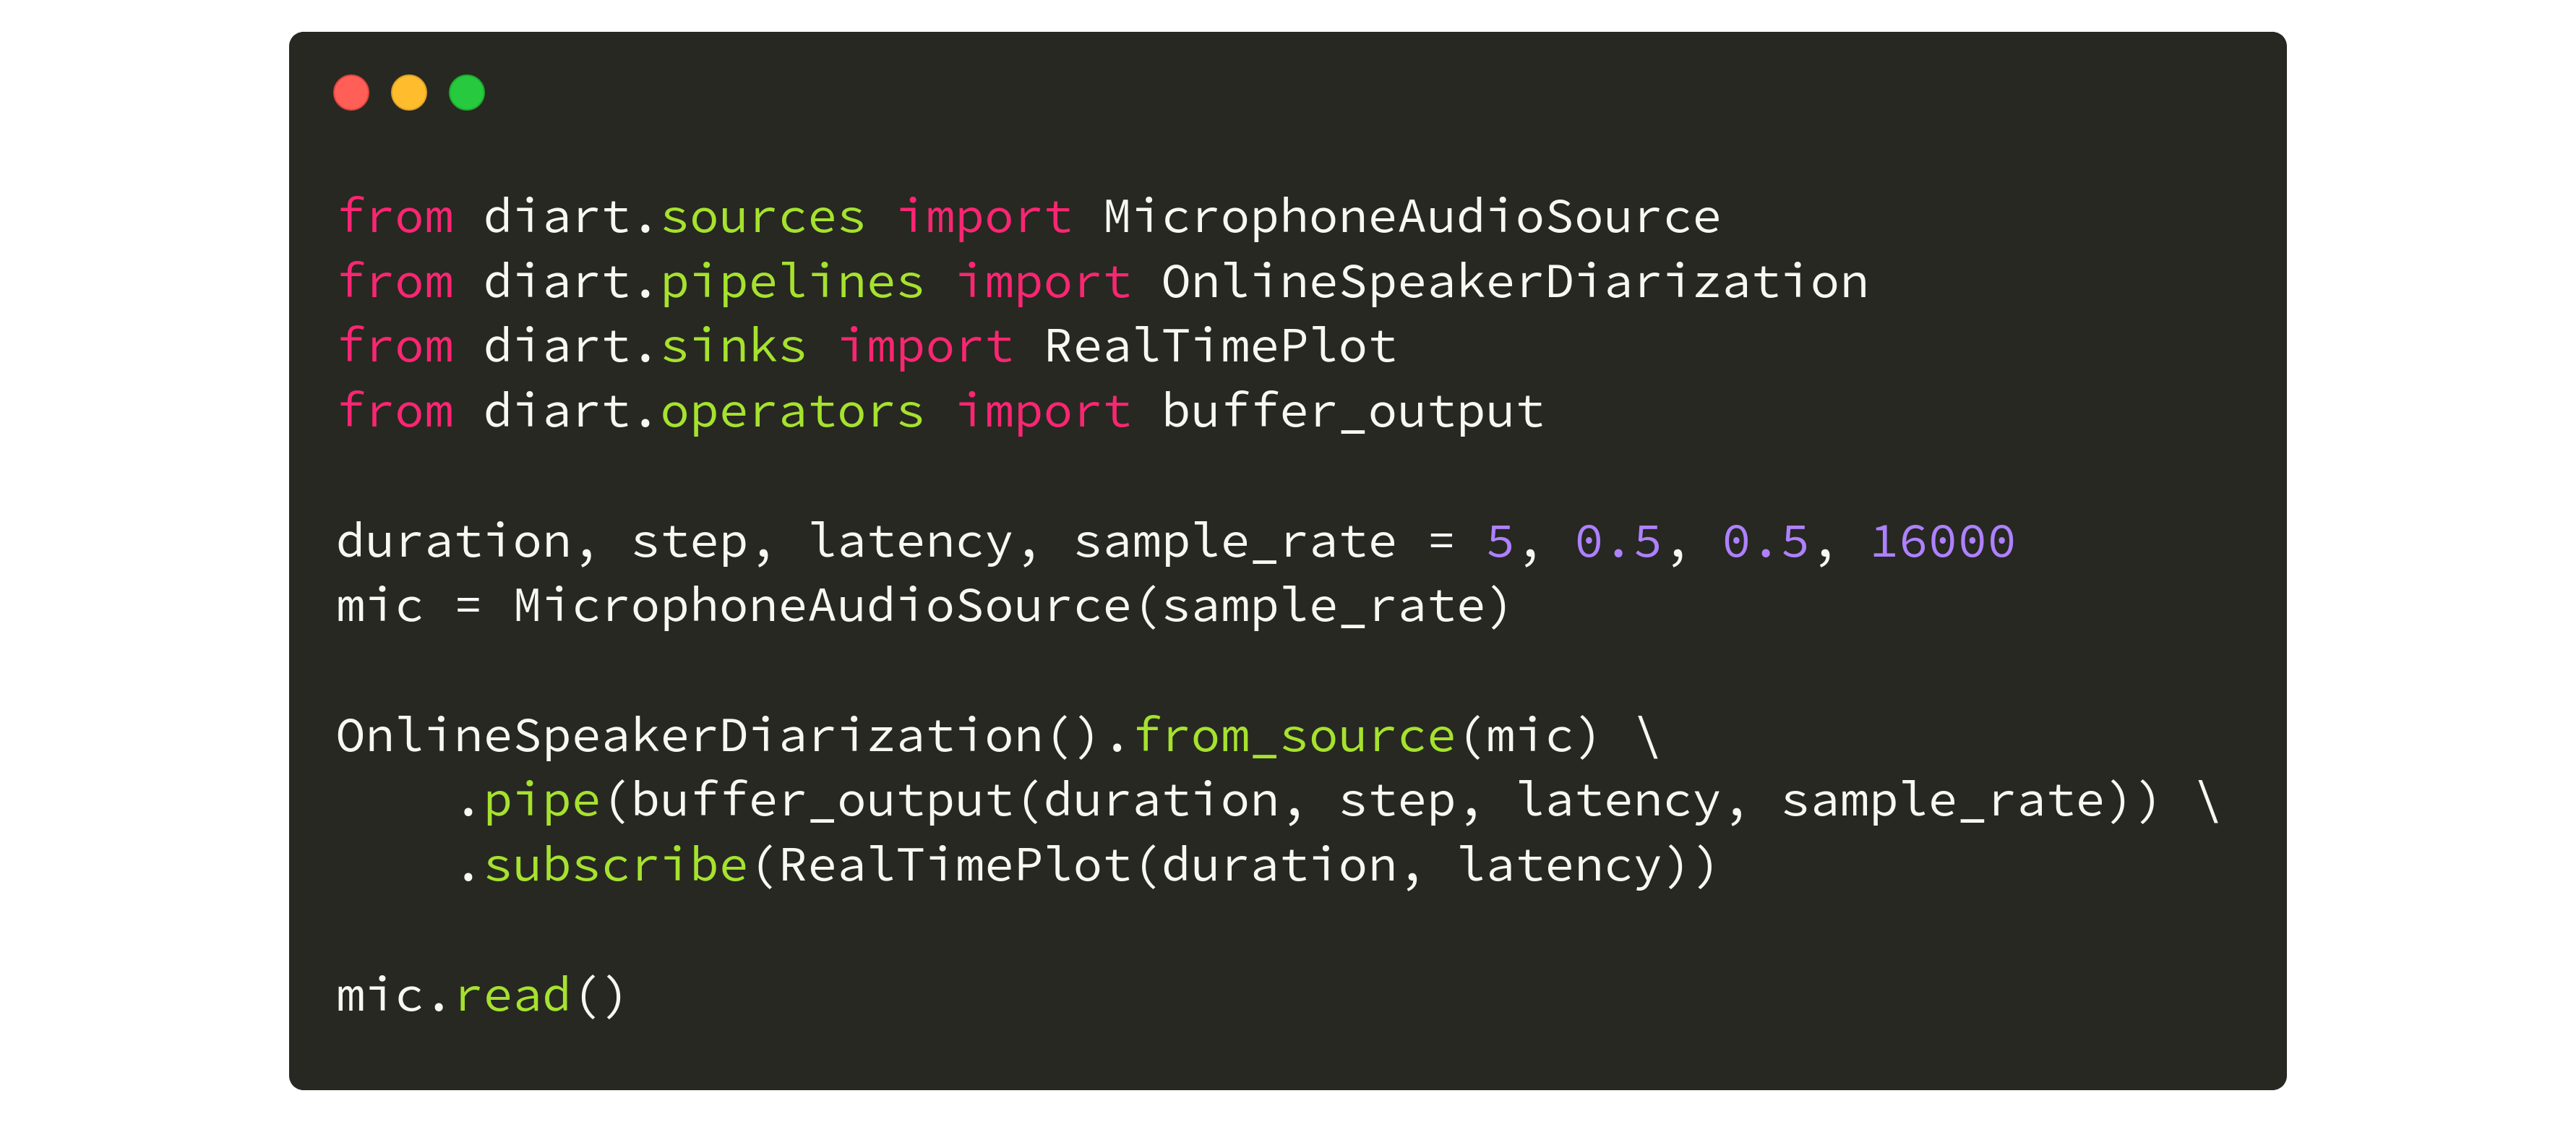 from diart.sources import MicrophoneAudioSource
from diart.pipelines import OnlineSpeakerDiarization
from diart.sinks import RealTimePlot
from diart.operators import buffer_output

duration, step, latency, sample_rate = 5, 0.5, 0.5, 16000
mic = MicrophoneAudioSource(sample_rate)

OnlineSpeakerDiarization().from_source(mic) \
    .pipe(buffer_output(duration, step, latency, sample_rate)) \
    .subscribe(RealTimePlot(duration, latency))

mic.read()